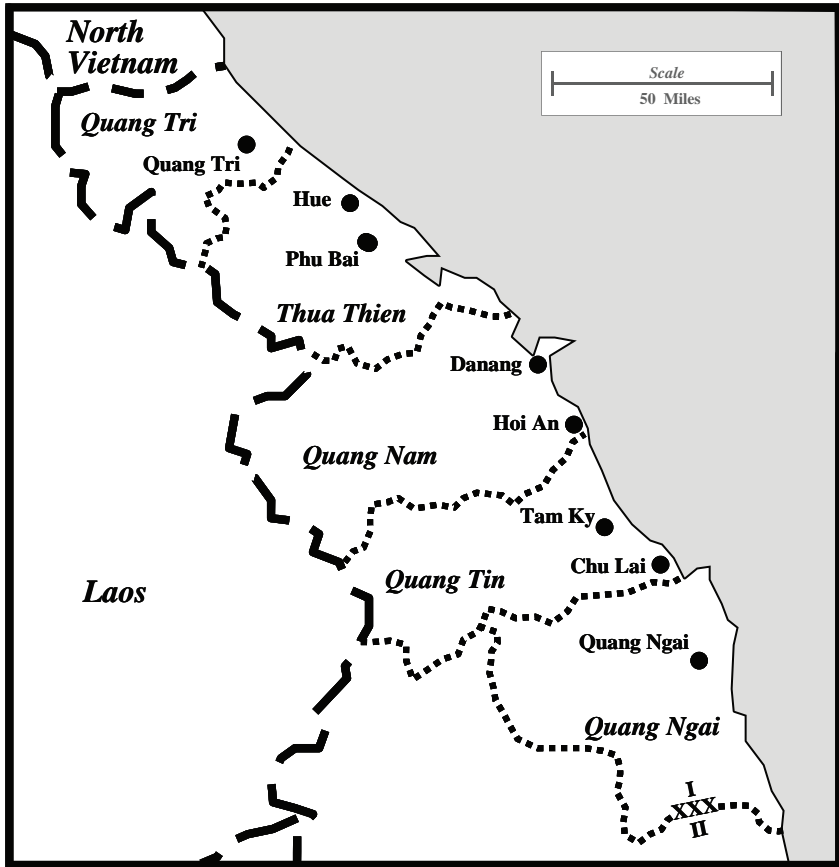 North
Vietnam
Scale
50 Miles
Quang Tri
Quang Tri
Hue
Phu Bai
Thua Thien
Danang
Hoi An
Quang Nam
Tam Ky
Chu Lai
Quang Tin
Laos
Quang Ngai
Quang Ngai
I
XXX
II